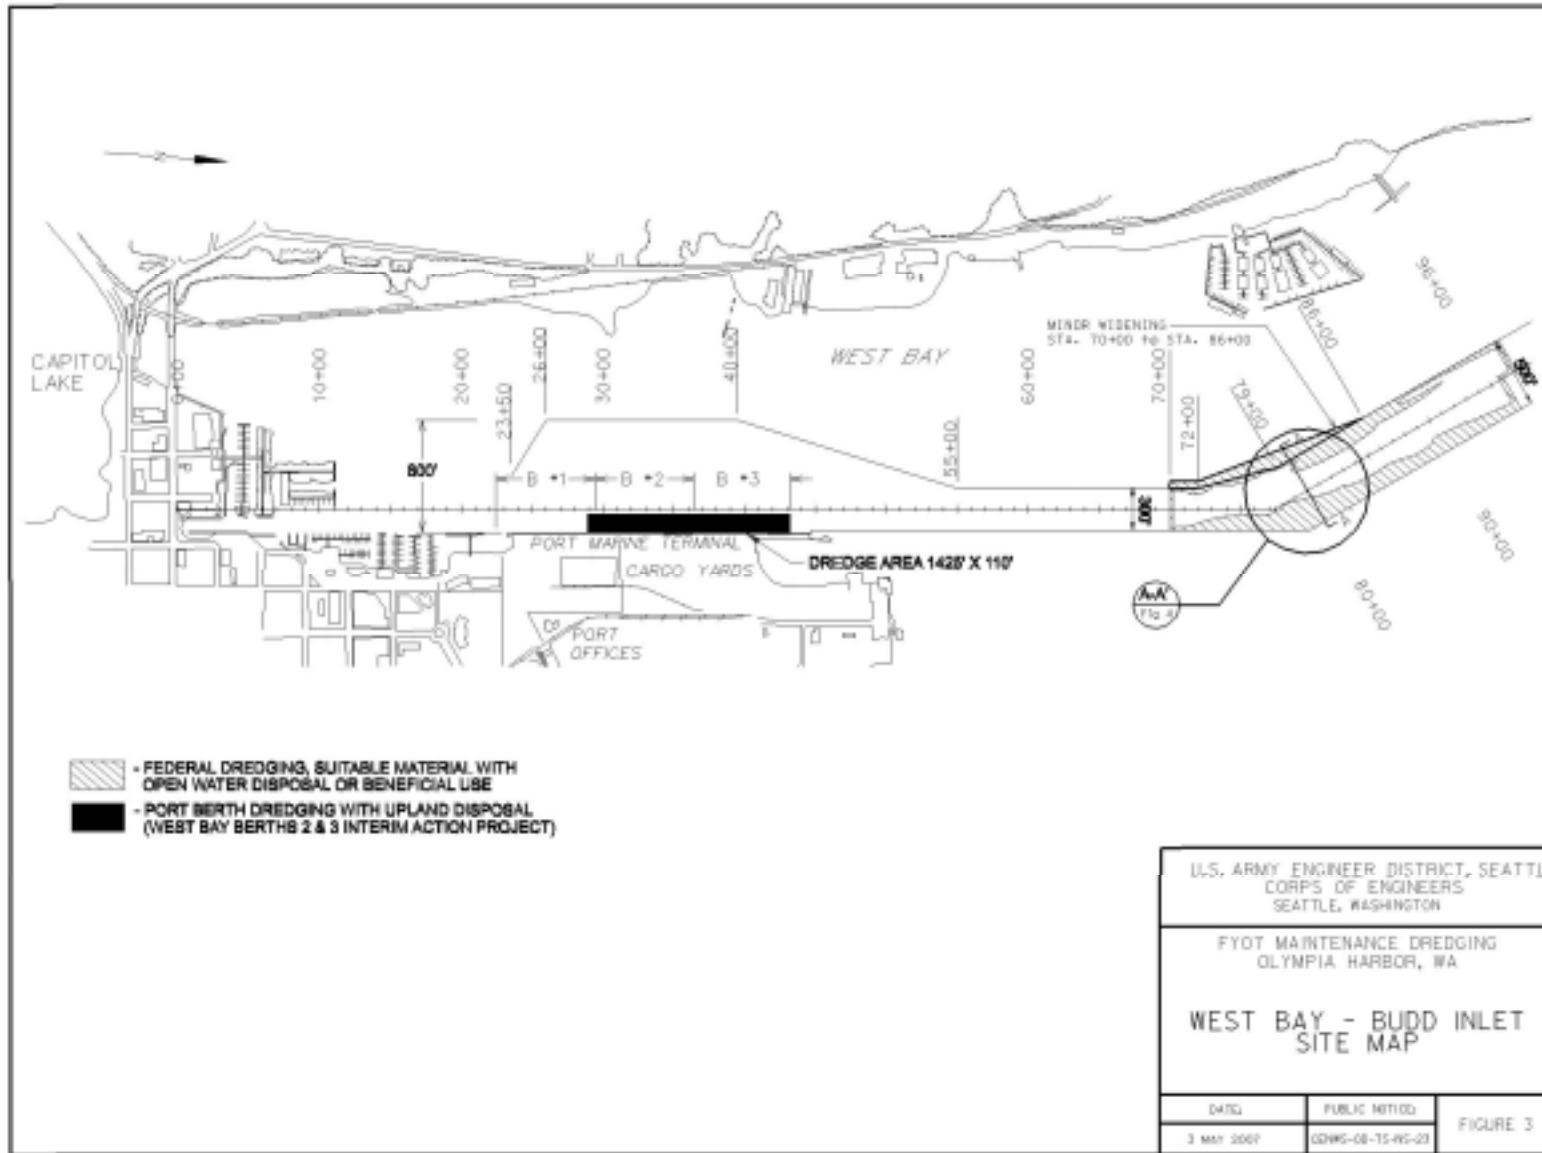 N
CAPITOL
LAKE
10+00
20+00
23+50
26+00
30+00
40+00
WEST BAY
55+00
60+00
70+00
72+00
79+00
86+00
96+00
MINOR WIDENING
STA. 70+00 to STA. 86+00
800'
B #1
B #2
B #3
300'
500'
PORT MARINE TERMINAL
CARGO YARDS
DREDGE AREA 1425' X 110'
PORT
OFFICES
A-A'
Fig 4
80+00
90+00
- FEDERAL DREDGING, SUITABLE MATERIAL WITH
OPEN WATER DISPOSAL OR BENEFICIAL USE
- PORT BERTH DREDGING WITH UPLAND DISPOSAL
(WEST BAY BERTHS 2 & 3 INTERIM ACTION PROJECT)
U.S. ARMY ENGINEER DISTRICT, SEATTL
CORPS OF ENGINEERS
SEATTLE, WASHINGTON
FY07 MAINTENANCE DREDGING
OLYMPIA HARBOR, WA
WEST BAY - BUDD INLET
SITE MAP
DATE:
PUBLIC NOTICE:
FIGURE 3
3 MAY 2007